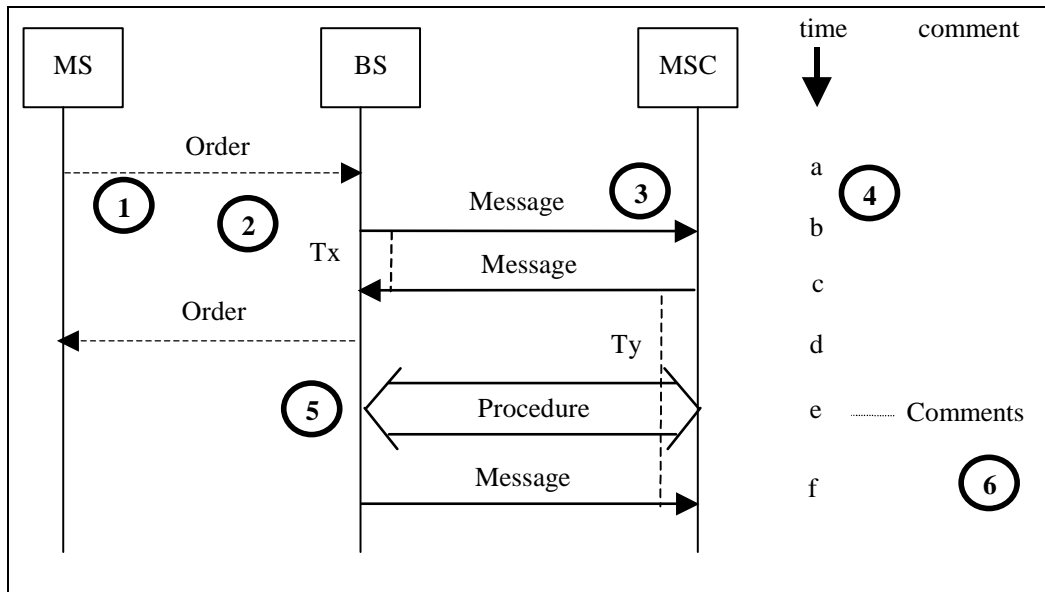 time comment
MS BS MSC
Order a
1 2 3 4
Message b
Tx
Message c
Order
Ty d
5 Procedure e Comments
Message f 6